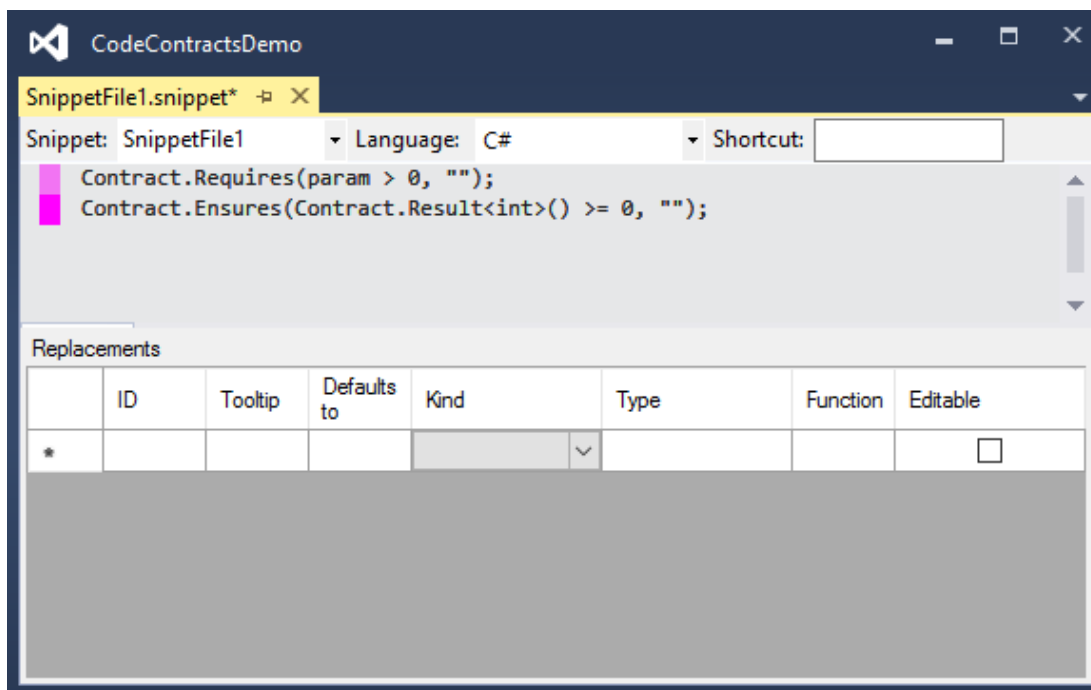 CodeContractsDemo
SnippetFile1.snippet*
Snippet: SnippetFile1 Language: C# Shortcut:
Contract.Requires(param > 0, "");
Contract.Ensures(Contract.Result<int>() >= 0, "");
Replacements
ID Tooltip Defaults to Kind Type Function Editable
*